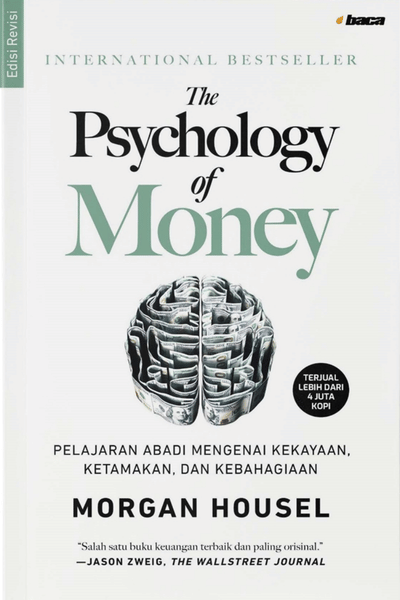 Edisi Revisi
baca
INTERNATIONAL BESTSELLER
The
Psychology
of
Money
TERJUAL
LEBIH DARI
4 JUTA
KOPI
PELAJARAN ABADI MENGENAI KEKAYAAN,
KETAMAKAN, DAN KEBAHAGIAAN
MORGAN HOUSEL
“Salah satu buku keuangan terbaik dan paling orisinal.”
—JASON ZWEIG, THE WALLSTREET JOURNAL